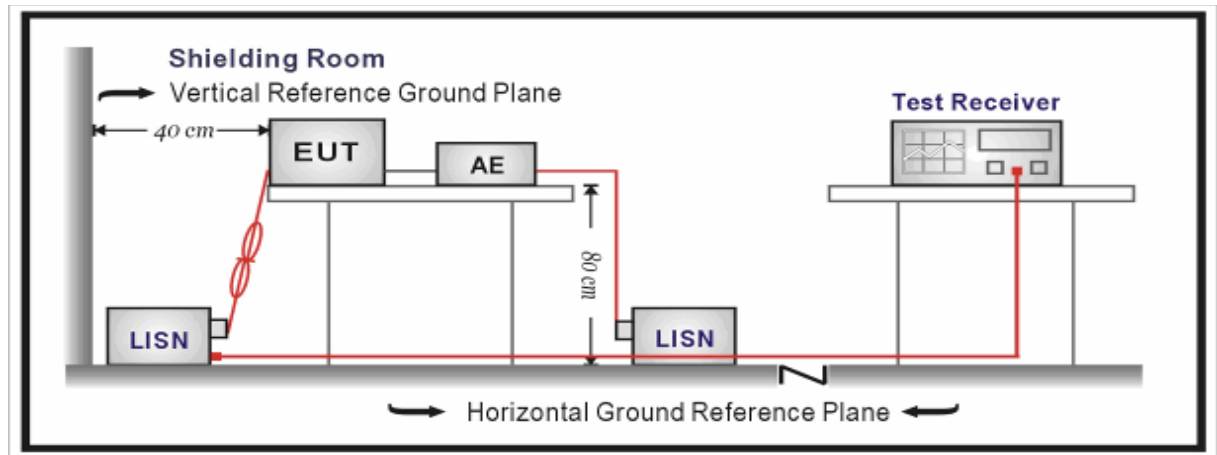 Shielding Room
Vertical Reference Ground Plane
Test Receiver
40 cm
EUT
AE
80 cm
LISN
LISN
Horizontal Ground Reference Plane